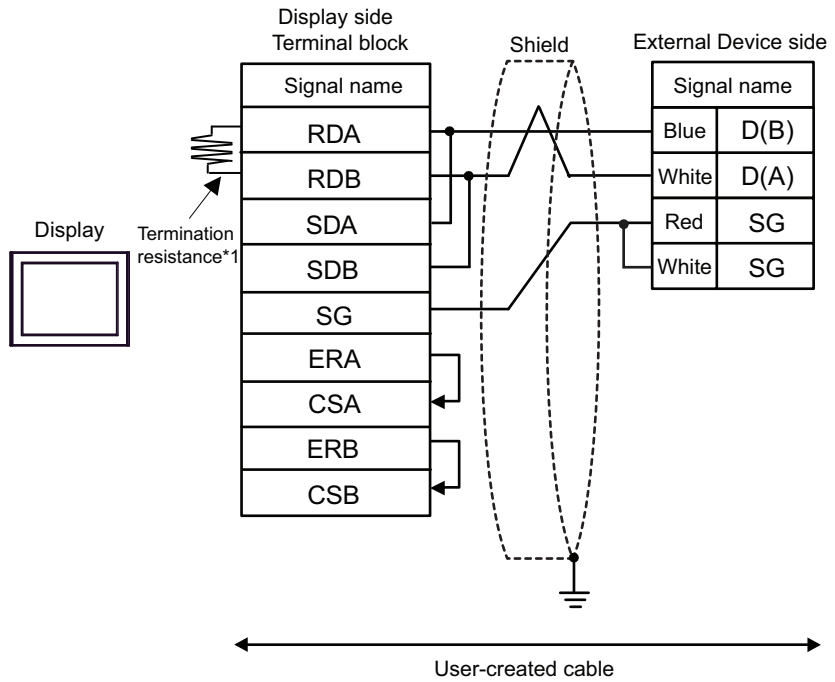 Display side
Terminal block
Shield
External Device side
Signal name
Signal name
RDA
Blue D(B)
RDB
White D(A)
SDA
Red SG
SDB
White SG
SG
ERA
CSA
ERB
CSB
Display
Termination
resistance*1
User-created cable